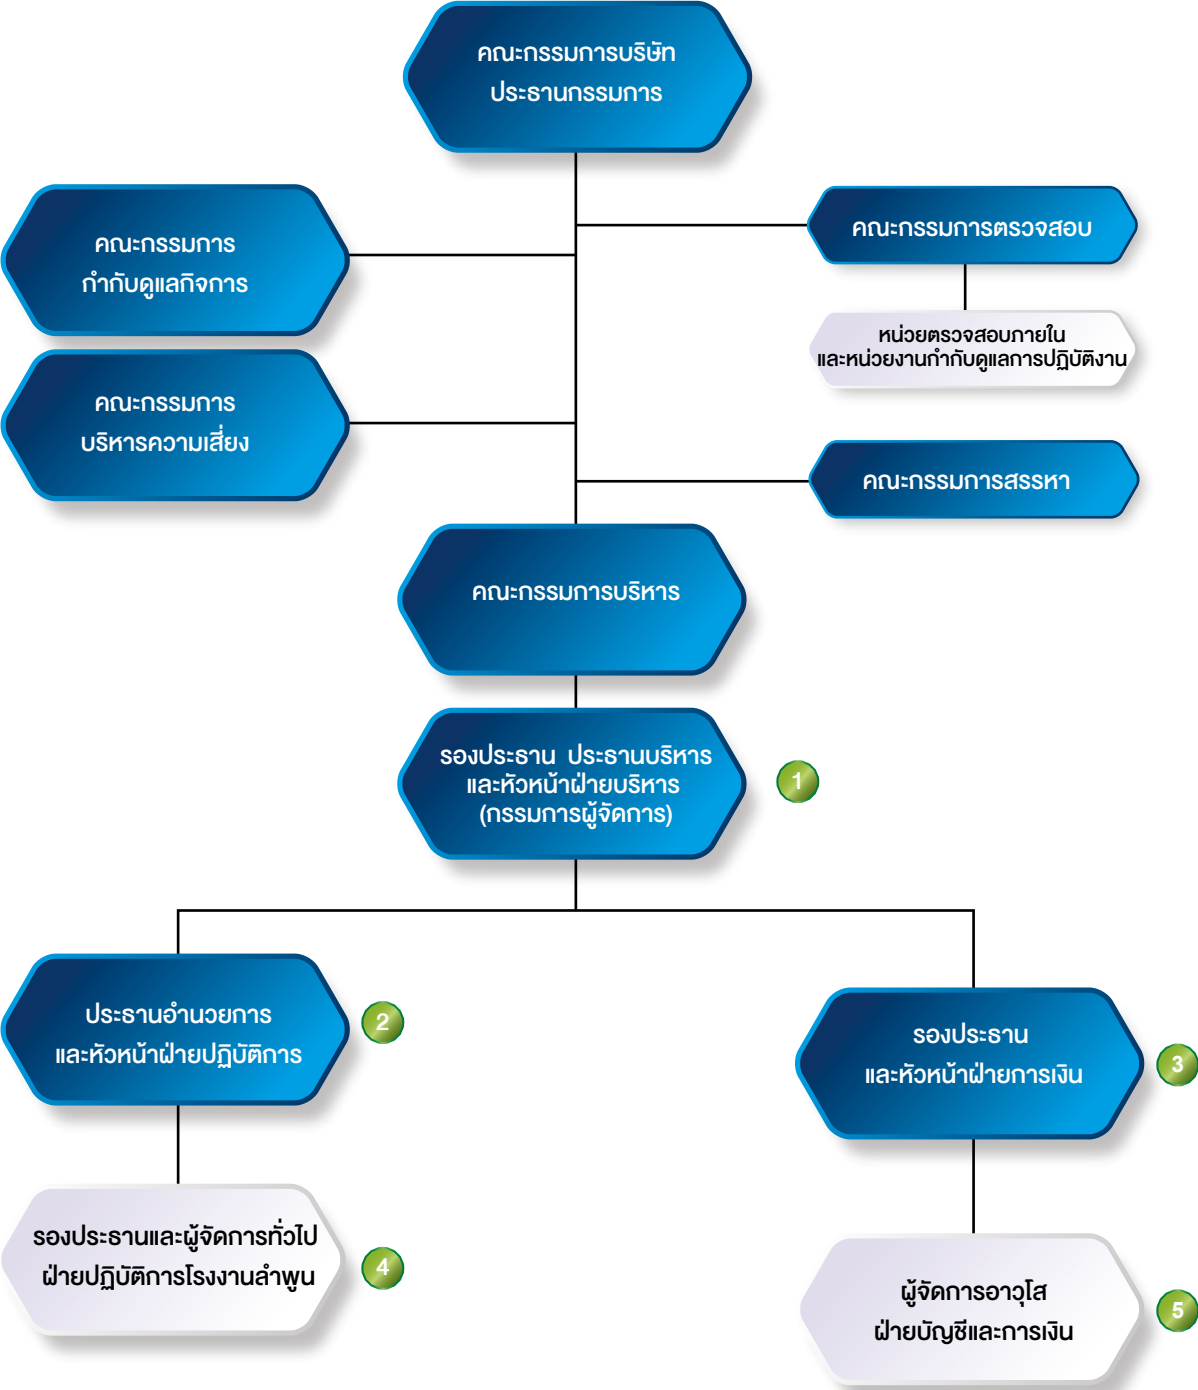 คณะกรรมการบริษัท
ประธานกรรมการ
คณะกรรมการ
กำกับดูแลกิจการ
คณะกรรมการตรวจสอบ
หน่วยตรวจสอบภายใน
และหน่วยงานกำกับดูแลการปฏิบัติงาน
คณะกรรมการ
บริหารความเสี่ยง
คณะกรรมการสรรหา
คณะกรรมการบริหาร
รองประธาน ประธานบริหาร
และหัวหน้าฝ่ายบริหาร
(กรรมการผู้จัดการ)
1
ประธานอำนวยการ
และหัวหน้าฝ่ายปฏิบัติการ
2
รองประธาน
และหัวหน้าฝ่ายการเงิน
3
รองประธานและผู้จัดการทั่วไป
ฝ่ายปฏิบัติการโรงงานลำพูน
4
ผู้จัดการอาวุโส
ฝ่ายบัญชีและการเงิน
5